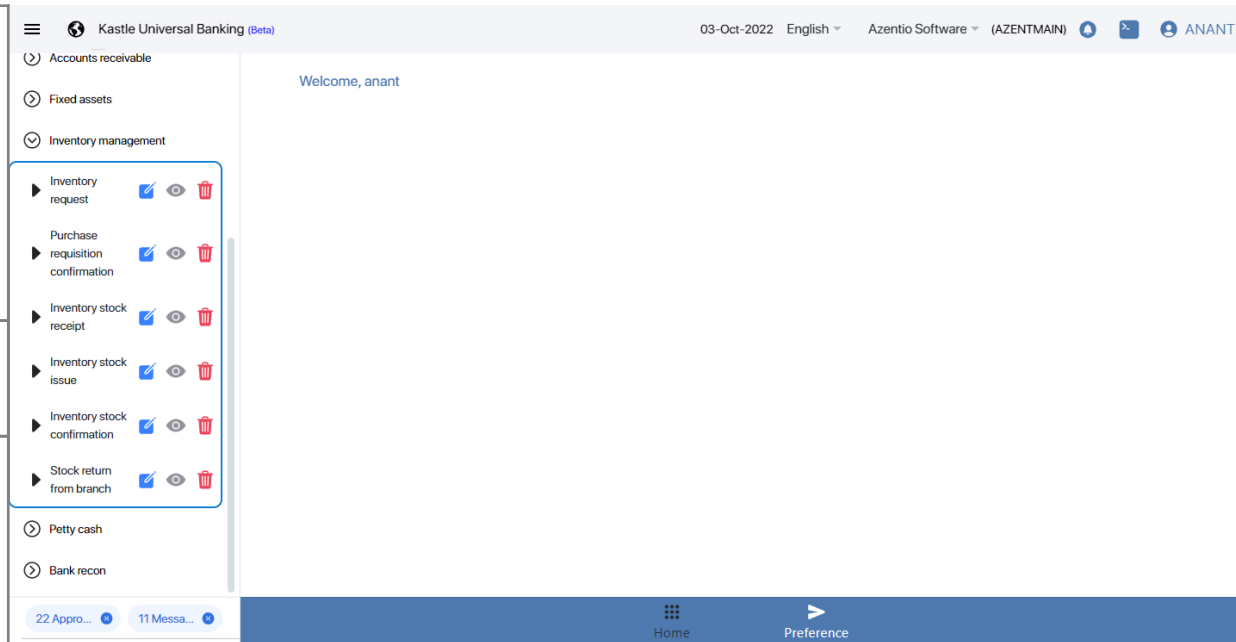 Kastle Universal Banking (Beta)
03-Oct-2022 English Azentio Software (AZENTMAIN) ANANT
Accounts receivable
Welcome, anant
Fixed assets
Inventory management
Inventory
request
Purchase
requisition
confirmation
Inventory stock
receipt
Inventory stock
issue
Inventory stock
confirmation
Stock return
from branch
Petty cash
Bank recon
22 Appro...
11 Messa...
Home
Preference